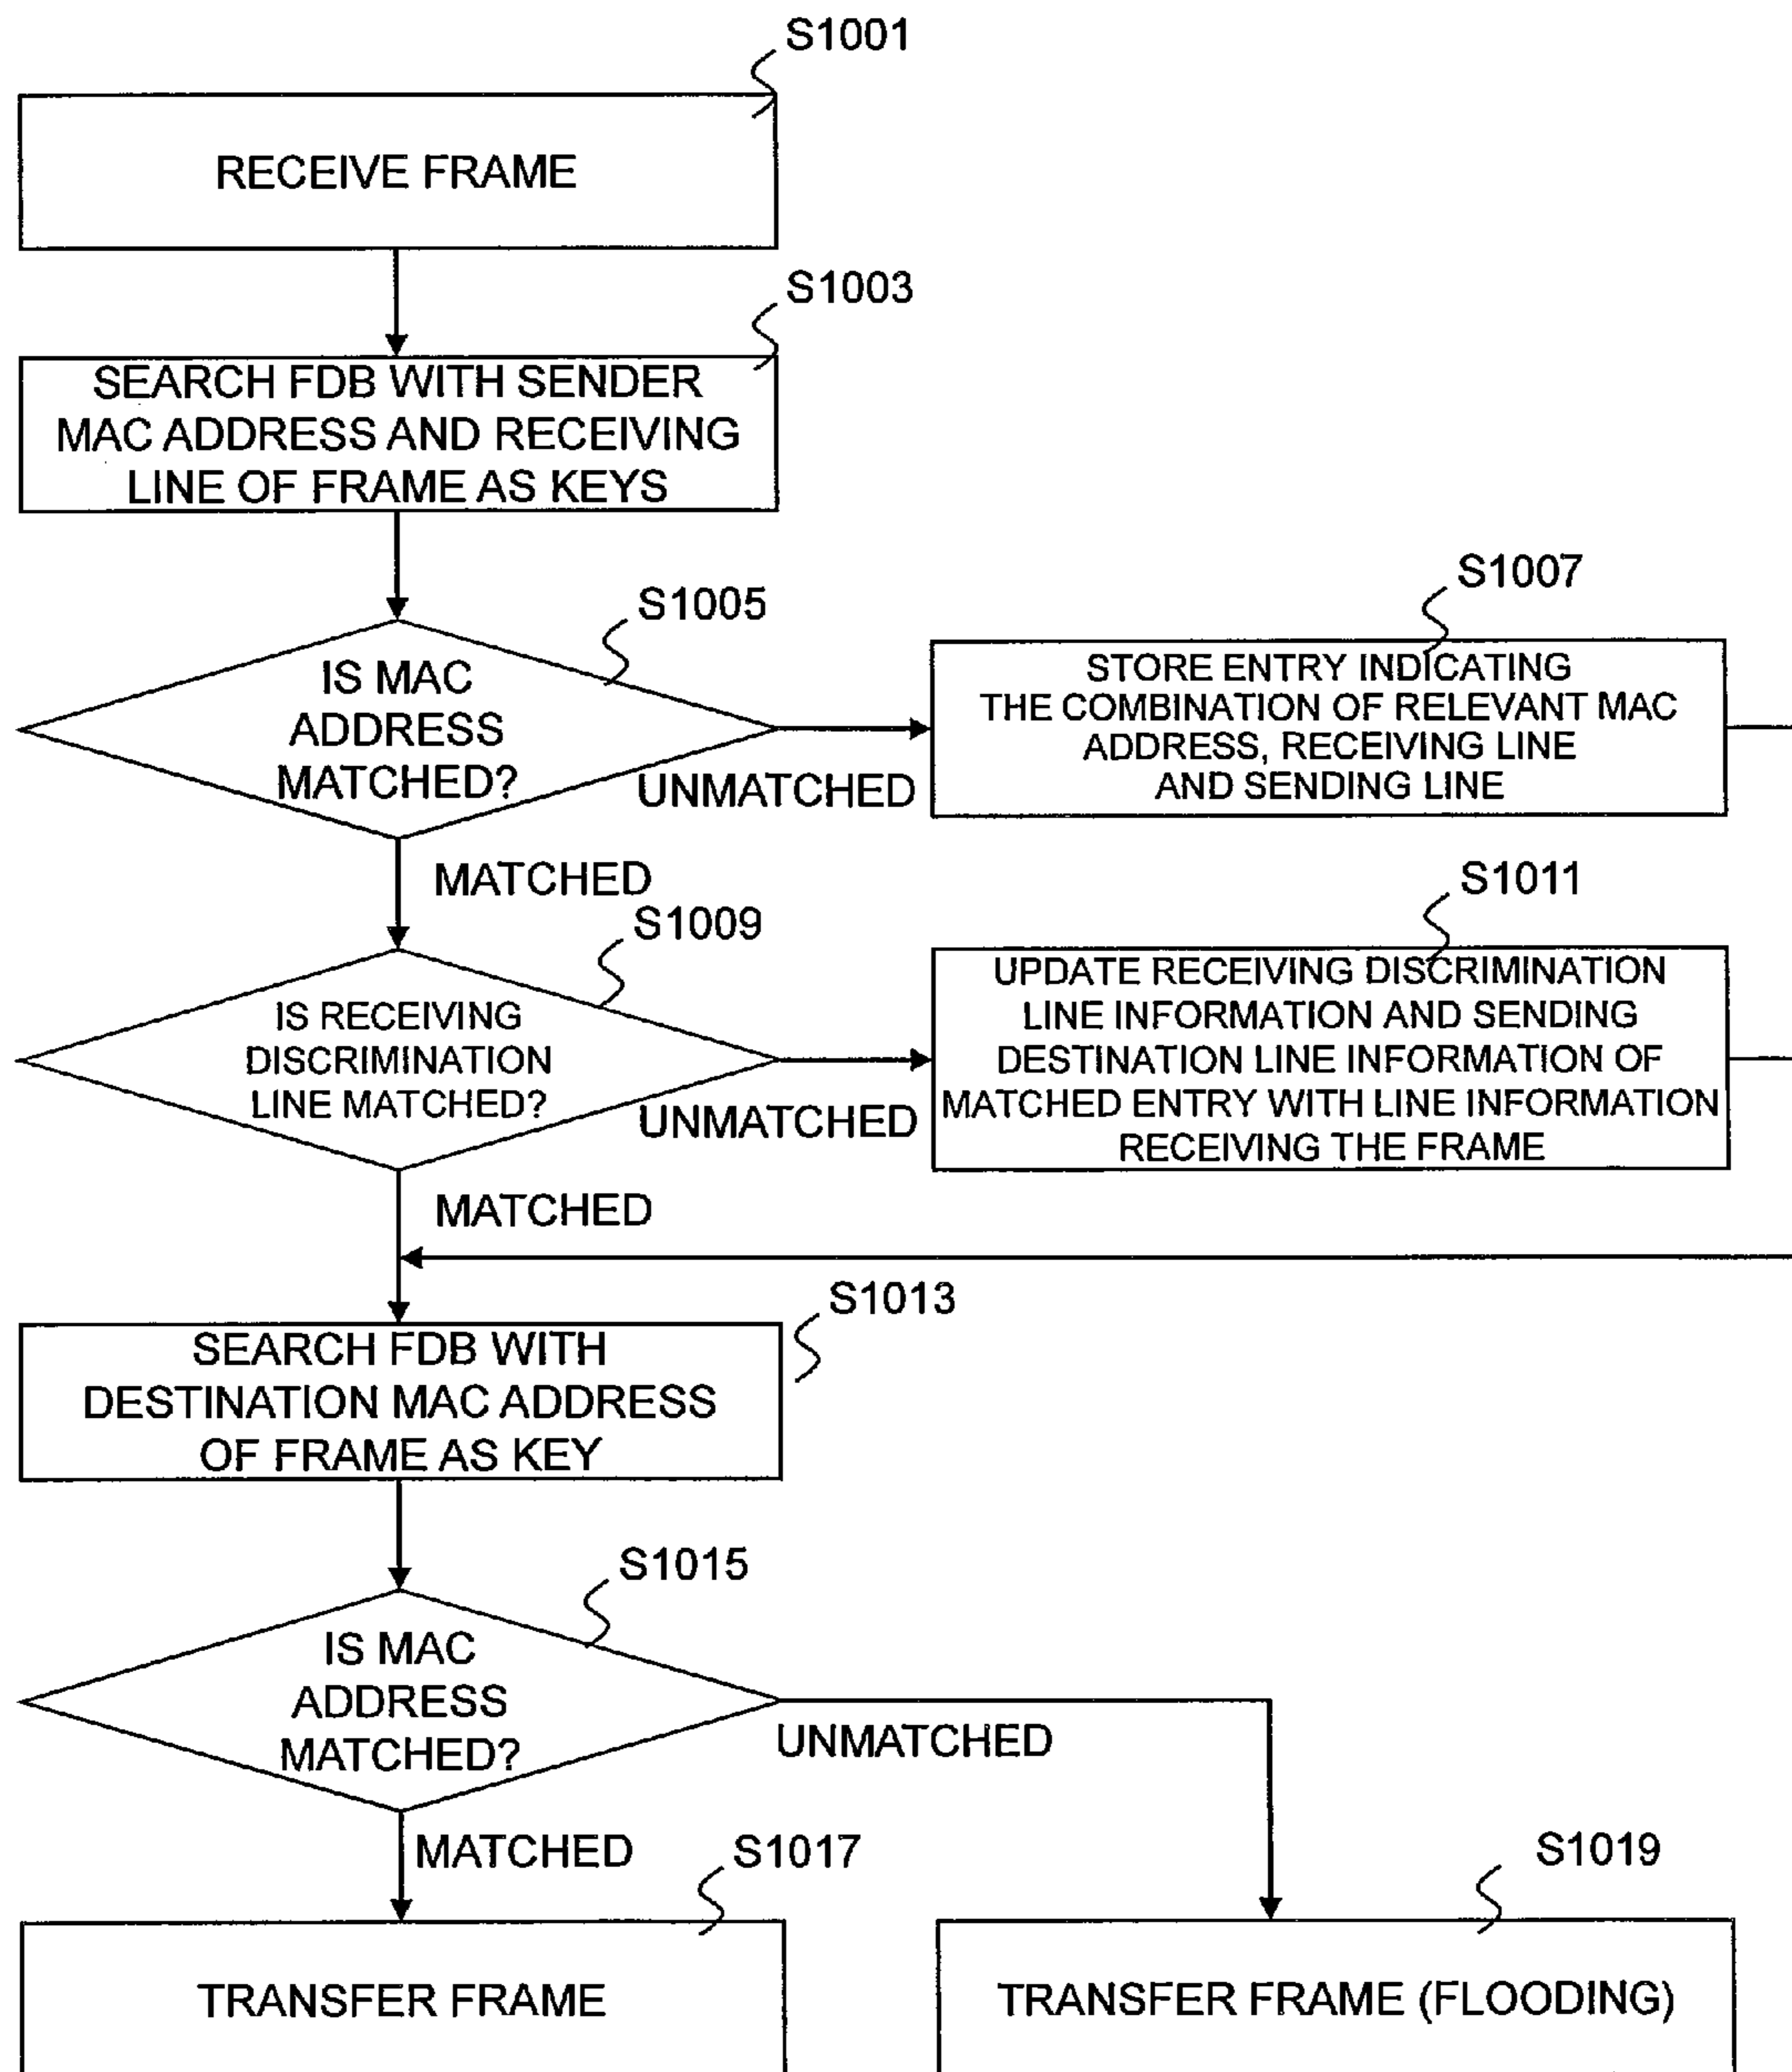 S1001
RECEIVE FRAME
S1003
SEARCH FDB WITH SENDER
MAC ADDRESS AND RECEIVING
LINE OF FRAME AS KEYS
S1005
IS MAC
ADDRESS
MATCHED?
UNMATCHED
S1007
STORE ENTRY INDICATING
THE COMBINATION OF RELEVANT MAC
ADDRESS, RECEIVING LINE
AND SENDING LINE
MATCHED
S1009
IS RECEIVING
DISCRIMINATION
LINE MATCHED?
UNMATCHED
S1011
UPDATE RECEIVING DISCRIMINATION
LINE INFORMATION AND SENDING
DESTINATION LINE INFORMATION OF
MATCHED ENTRY WITH LINE INFORMATION
RECEIVING THE FRAME
MATCHED
S1013
SEARCH FDB WITH
DESTINATION MAC ADDRESS
OF FRAME AS KEY
S1015
IS MAC
ADDRESS
MATCHED?
UNMATCHED
MATCHED
S1017
TRANSFER FRAME
S1019
TRANSFER FRAME (FLOODING)